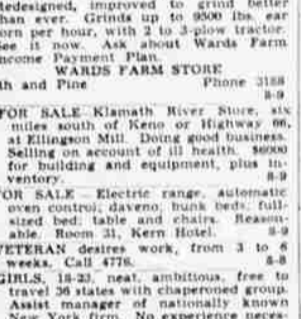 Redesigned, improved to grind better
than ever. Grinds up to 9500 lbs. ear
corn per hour, with 2 to 3-plow tractor.
See it now. Ask about Wards Farm
Income Payment Plan.
WARDS FARM STORE
th and Pine Phone 3188
8-9
FOR SALE Klamath River Store, six
miles south of Keno or Highway 66,
at Ellingson Mill. Doing good business.
Selling on account of ill health. $6000
for building and equipment, plus in-
ventory. 8-9
FOR SALE - Electric range, automatic
oven control; daveno, bunk beds; full-
sized bed; table and chairs. Reason-
able. Room 31, Kern Hotel. 8-9
VETERAN desires work, from 3 to 6
weeks. Call 4776. 8-8
GIRLS, 18-23, neat, ambitious, free to
travel 36 states with chaperoned group.
Assist manager of nationally known
New York firm. No experience neces-